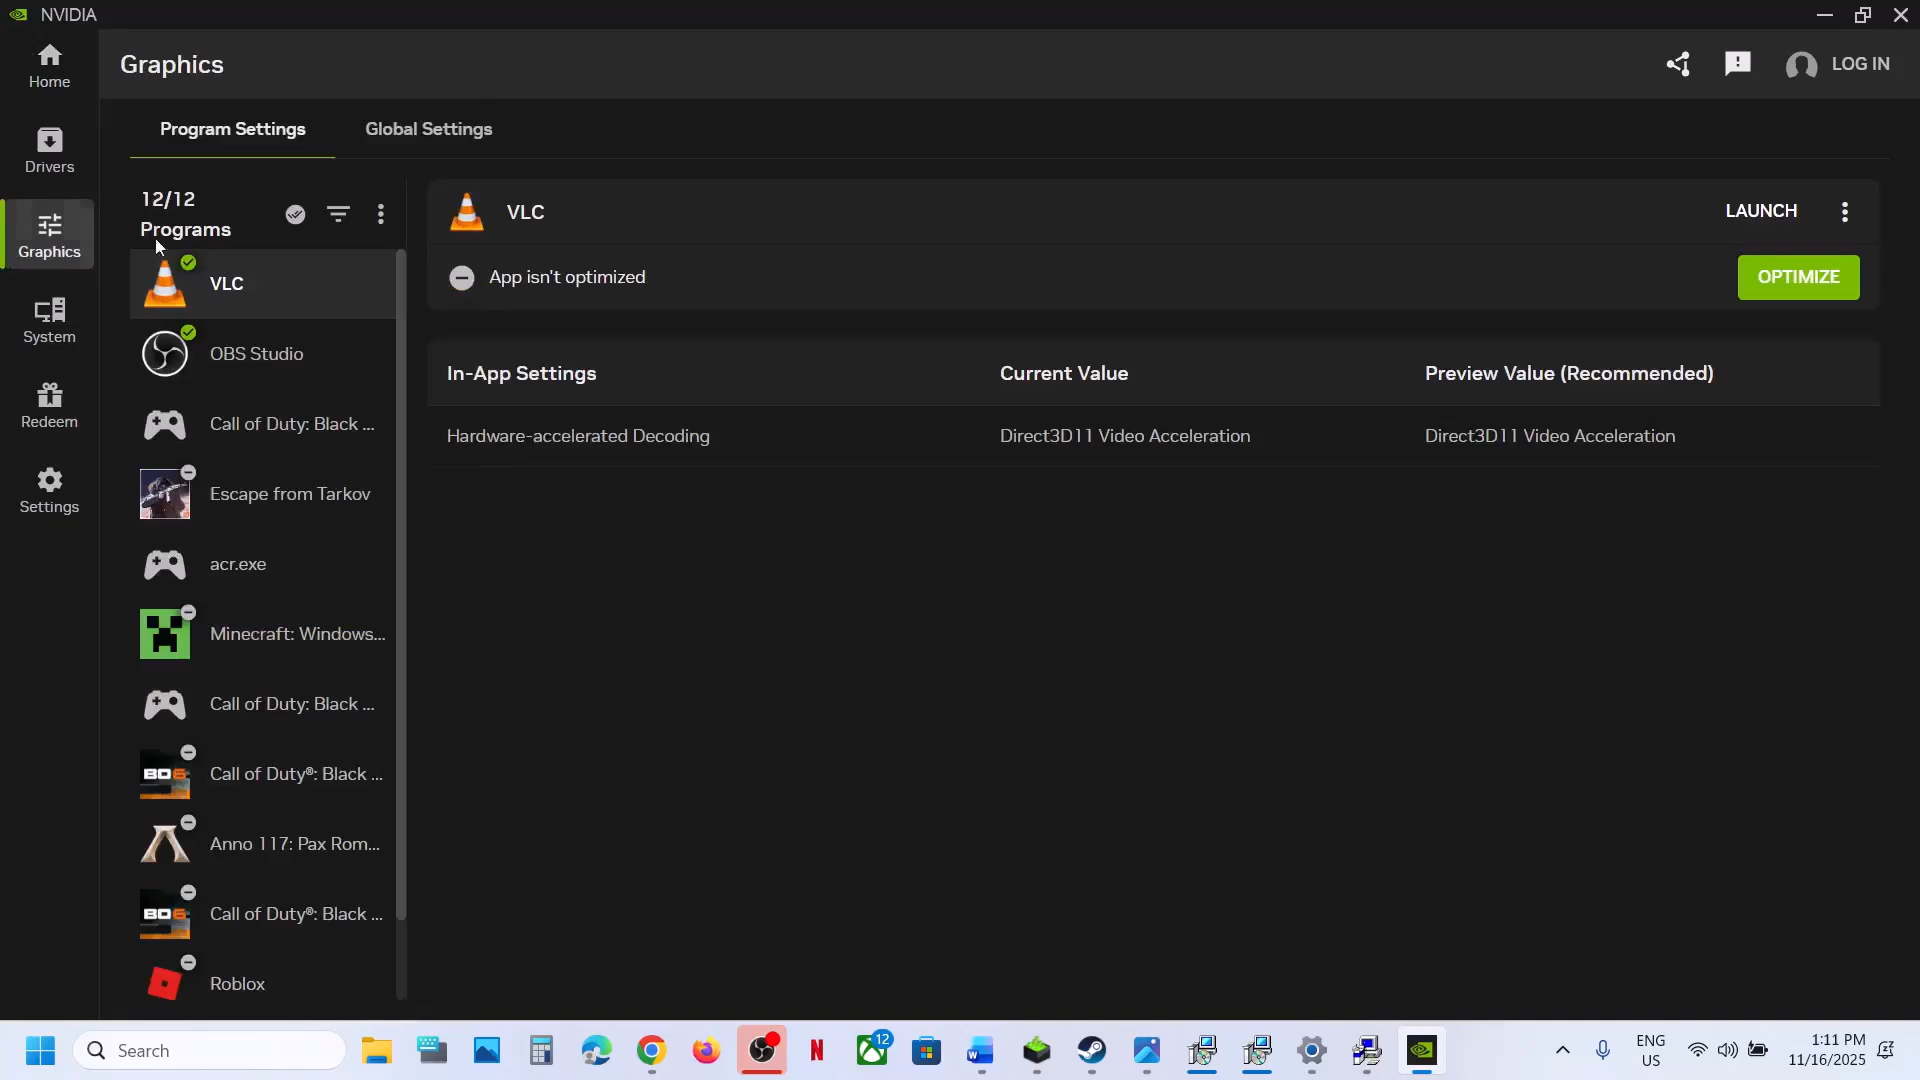 NVIDIA
Home
Drivers
Graphics
System
Redeem
Settings
Graphics
LOG IN
Program Settings
Global Settings
12/12
Programs
VLC
OBS Studio
Call of Duty: Black ...
Escape from Tarkov
acr.exe
Minecraft: Windows...
Call of Duty: Black ...
BO6
Call of Duty®: Black ...
Anno 117: Pax Rom...
BO6
Call of Duty®: Black ...
Roblox
VLC
LAUNCH
App isn't optimized
OPTIMIZE
In-App Settings
Current Value
Preview Value (Recommended)
Hardware-accelerated Decoding
Direct3D11 Video Acceleration
Direct3D11 Video Acceleration
Search
N
12
W
ENG
US
1:11 PM
11/16/2025